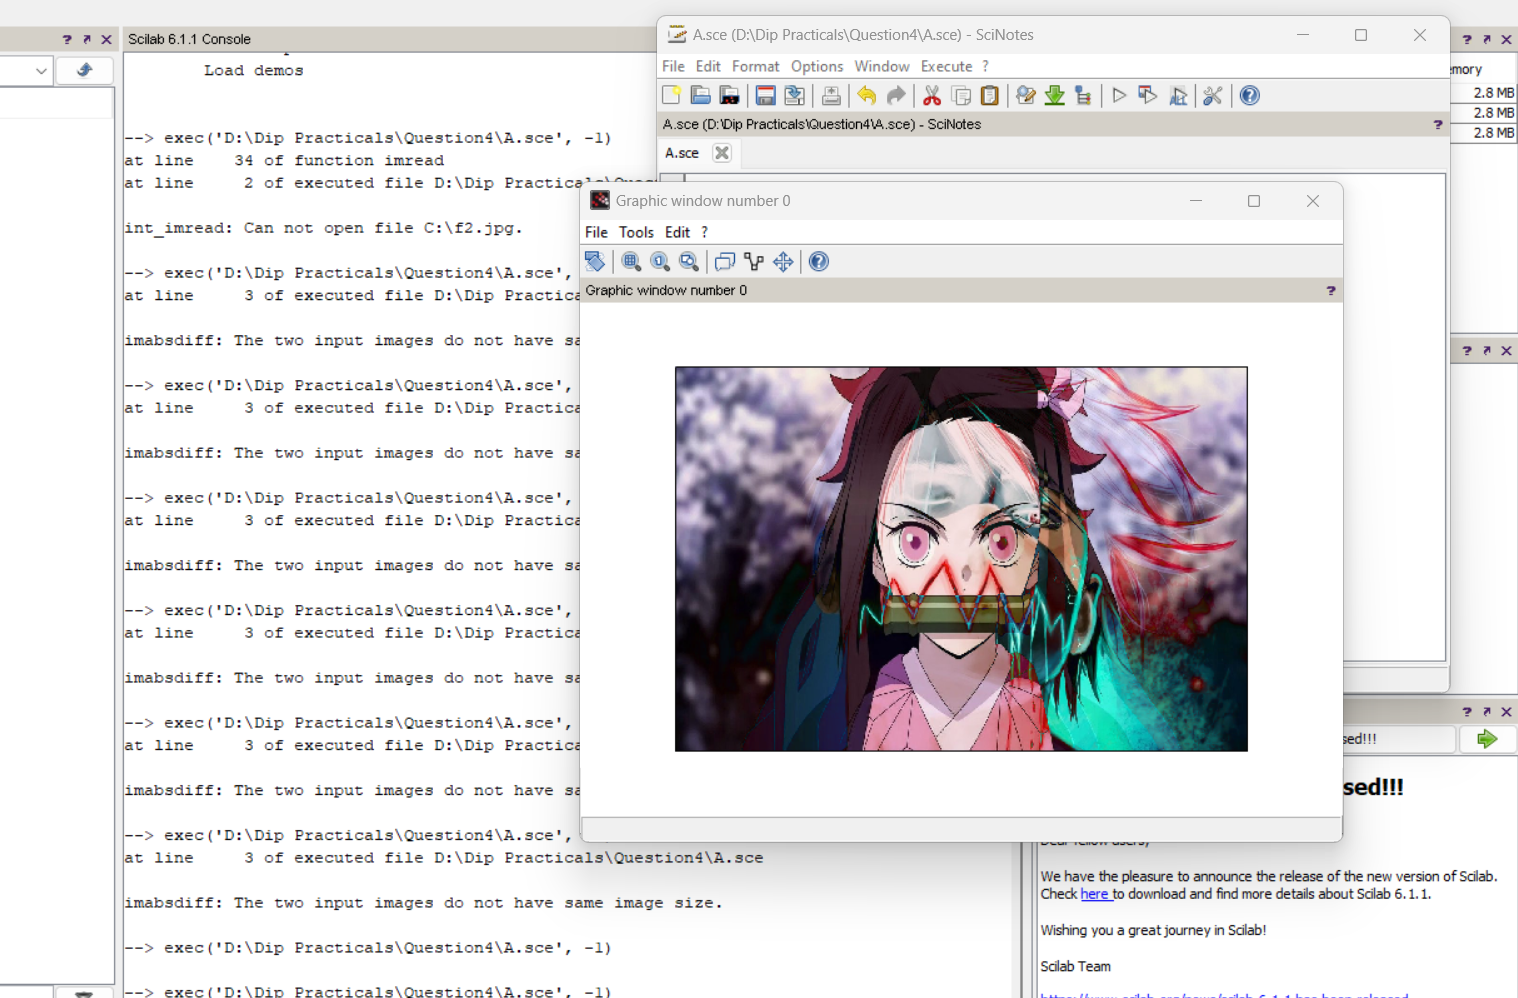 Scilab 6.1.1 Console
Load demos
--> exec('D:\Dip Practicals\Question4\A.sce', -1)
at line    34 of function imread
at line     2 of executed file D:\Dip Practicals\
int_imread: Can not open file C:\f2.jpg.
--> exec('D:\Dip Practicals\Question4\A.sce',
at line     3 of executed file D:\Dip Practica
imabsdiff: The two input images do not have sa
--> exec('D:\Dip Practicals\Question4\A.sce',
at line     3 of executed file D:\Dip Practica
imabsdiff: The two input images do not have sa
--> exec('D:\Dip Practicals\Question4\A.sce',
at line     3 of executed file D:\Dip Practica
imabsdiff: The two input images do not have sa
--> exec('D:\Dip Practicals\Question4\A.sce',
at line     3 of executed file D:\Dip Practica
imabsdiff: The two input images do not have sa
--> exec('D:\Dip Practicals\Question4\A.sce',
at line     3 of executed file D:\Dip Practica
imabsdiff: The two input images do not have sa
--> exec('D:\Dip Practicals\Question4\A.sce',
at line     3 of executed file D:\Dip Practicals\Question4\A.sce
imabsdiff: The two input images do not have same image size.
--> exec('D:\Dip Practicals\Question4\A.sce', -1)
--> exec('D:\Dip Practicals\Question4\A.sce', -1)
A.sce (D:\Dip Practicals\Question4\A.sce) - SciNotes
File Edit Format Options Window Execute ?
A.sce (D:\Dip Practicals\Question4\A.sce) - SciNotes
A.sce
Graphic window number 0
File Tools Edit ?
Graphic window number 0
emory
2.8 MB
2.8 MB
2.8 MB
sed!!!
sed!!!
Dear fellow users,
We have the pleasure to announce the release of the new version of Scilab.
Check here to download and find more details about Scilab 6.1.1.
Wishing you a great journey in Scilab!
Scilab Team